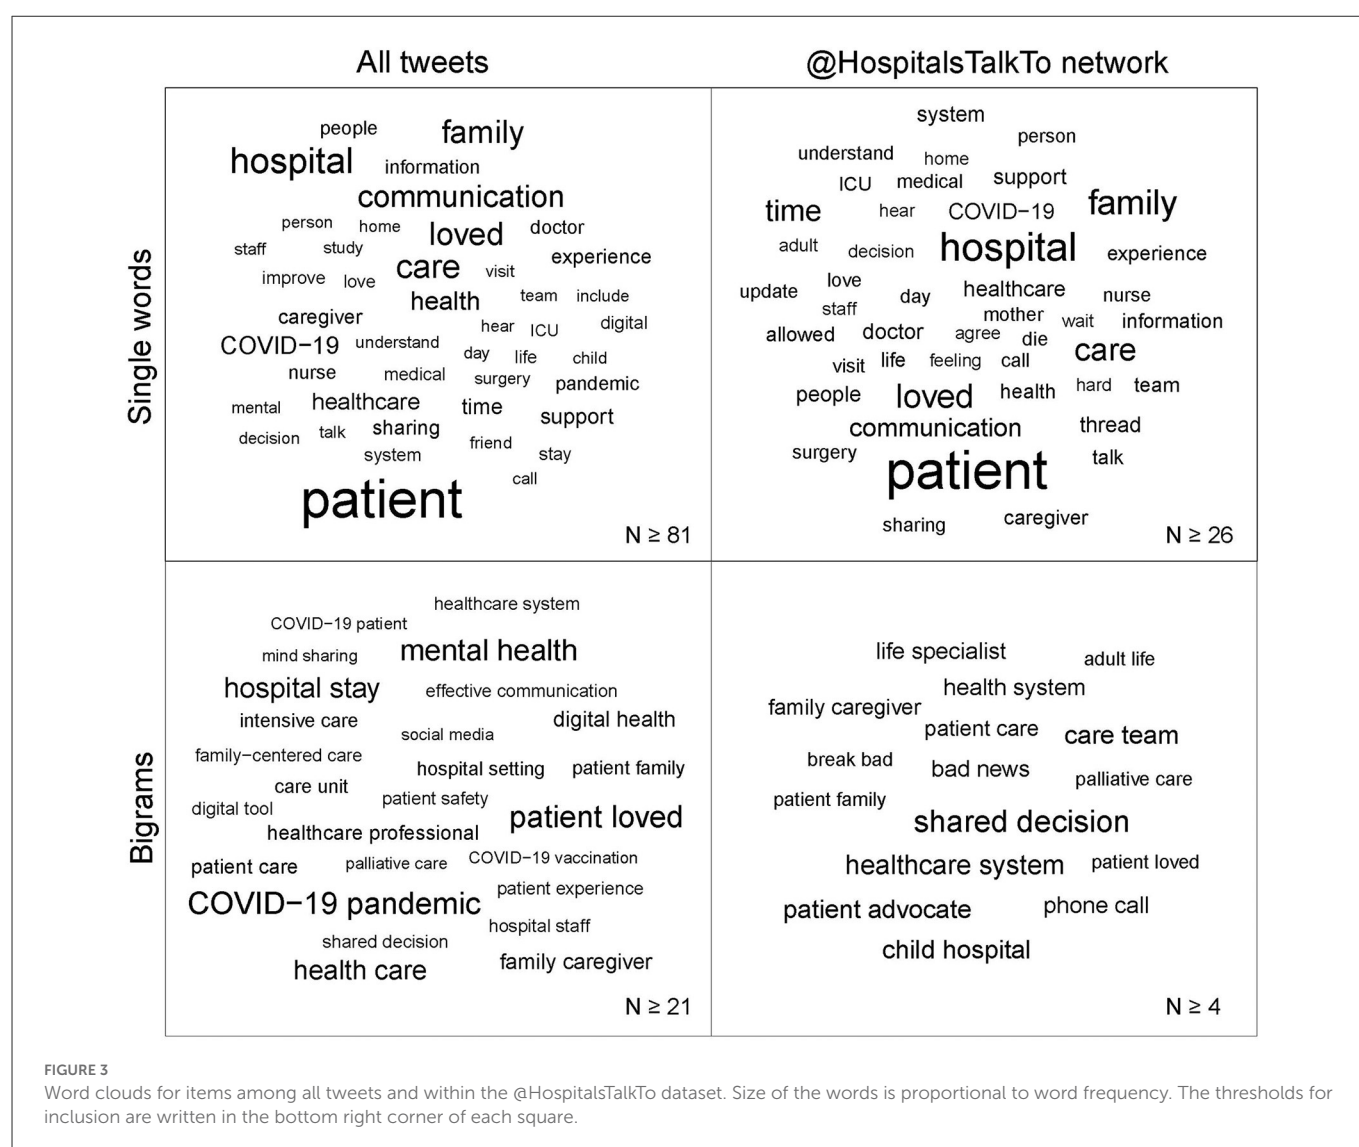 All tweets
@HospitalsTalkTo network
Single words
people
family
hospital
information
communication
person
home
loved
doctor
staff
study
care
visit
experience
improve
love
health
team
include
caregiver
hear
ICU
digital
COVID−19
understand
day
life
child
nurse
medical
surgery
pandemic
mental
healthcare
time
support
decision
talk
sharing
friend
system
stay
call
patient
N ≥ 81
system
person
understand
home
ICU
medical
support
time
hear
COVID−19
family
adult
decision
hospital
experience
update
love
staff
day
healthcare
nurse
mother
allowed
doctor
agree
die
wait
information
visit
life
feeling
call
care
people
loved
health
hard
team
communication
thread
surgery
patient
talk
sharing
caregiver
N ≥ 26
Bigrams
healthcare system
COVID−19 patient
mind sharing
mental health
hospital stay
effective communication
intensive care
digital health
social media
family−centered care
hospital setting
patient family
care unit
digital tool
patient safety
patient loved
healthcare professional
patient care
palliative care
COVID−19 vaccination
COVID−19 pandemic
patient experience
hospital staff
shared decision
health care
family caregiver
N ≥ 21
life specialist
adult life
health system
family caregiver
patient care
care team
break bad
bad news
palliative care
patient family
shared decision
healthcare system
patient loved
patient advocate
phone call
child hospital
N ≥ 4
FIGURE 3
Word clouds for items among all tweets and within the @HospitalsTalkTo dataset. Size of the words is proportional to word frequency. The thresholds for
inclusion are written in the bottom right corner of each square.